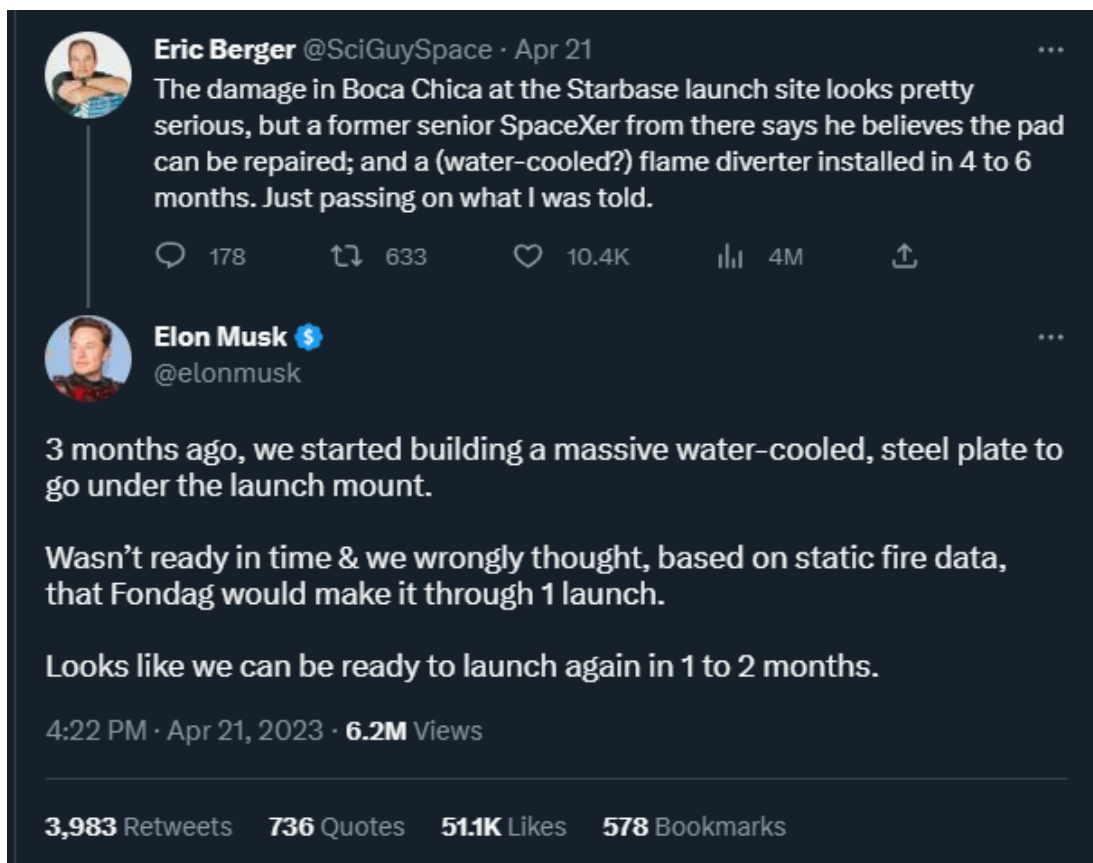 Eric Berger @SciGuySpace · Apr 21
The damage in Boca Chica at the Starbase launch site looks pretty
serious, but a former senior SpaceXer from there says he believes the pad
can be repaired; and a (water-cooled?) flame diverter installed in 4 to 6
months. Just passing on what I was told.
178 633 10.4K 4M
Elon Musk
@elonmusk
3 months ago, we started building a massive water-cooled, steel plate to
go under the launch mount.
Wasn’t ready in time & we wrongly thought, based on static fire data,
that Fondag would make it through 1 launch.
Looks like we can be ready to launch again in 1 to 2 months.
4:22 PM · Apr 21, 2023 · 6.2M Views
3,983 Retweets 736 Quotes 51.1K Likes 578 Bookmarks